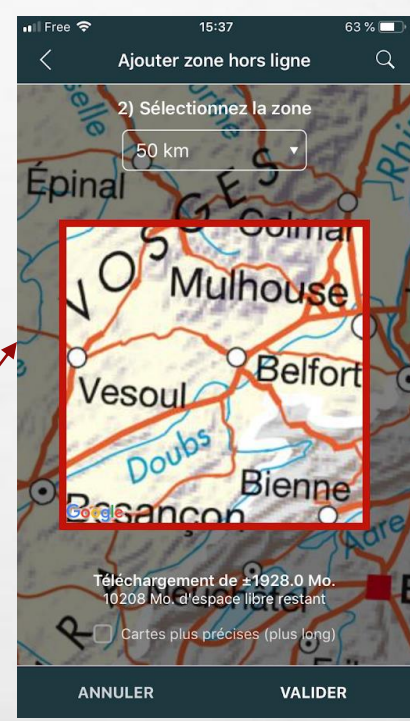 Free 15:37 63 %
Ajouter zone hors ligne
2) Sélectionnez la zone
50 km
Épinal
VOSGES
Colmar
Mulhouse
Belfort
Vesoul
Doubs
Bienne
Besançon
Google
Aare
Téléchargement de ±1928.0 Mo.
10208 Mo. d'espace libre restant
Cartes plus précises (plus long)
ANNULER VALIDER